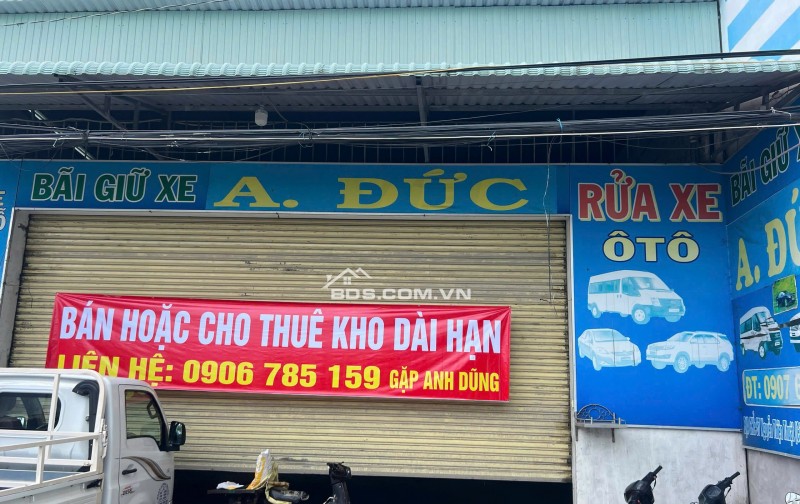 BÃI GIỮ XE A. ĐỨC
RỬA XE
ÔTÔ
BÃI GIỮ X
A. ĐỨ
BDS.COM.VN
BÁN HOẶC CHO THUÊ KHO DÀI HẠN
LIÊN HỆ: 0906 785 159 GẶP ANH DŨNG
ĐT: 0907